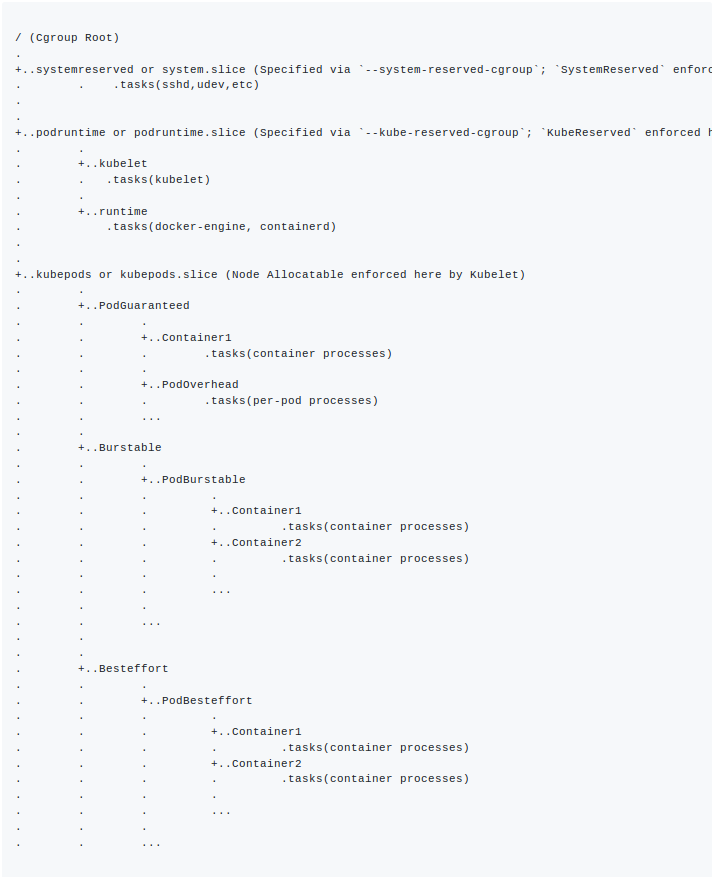 / (Cgroup Root)
.
+..systemreserved or system.slice (Specified via `--system-reserved-cgroup`; `SystemReserved` enforc
.        .    .tasks(sshd,udev,etc)
.
.
+..podruntime or podruntime.slice (Specified via `--kube-reserved-cgroup`; `KubeReserved` enforced h
.        .
.        +..kubelet
.        .   .tasks(kubelet)
.        .
.        +..runtime
.            .tasks(docker-engine, containerd)
.
.
+..kubepods or kubepods.slice (Node Allocatable enforced here by Kubelet)
.        .
.        +..PodGuaranteed
.        .        .
.        .        +..Container1
.        .        .        .tasks(container processes)
.        .        .
.        .        +..PodOverhead
.        .        .        .tasks(per-pod processes)
.        .        ...
.        .
.        +..Burstable
.        .        .
.        .        +..PodBurstable
.        .        .         .
.        .        .         +..Container1
.        .        .         .         .tasks(container processes)
.        .        .         +..Container2
.        .        .         .         .tasks(container processes)
.        .        .         .
.        .        .         ...
.        .        .
.        .        ...
.        .
.        .
.        +..Besteffort
.        .        .
.        .        +..PodBesteffort
.        .        .         .
.        .        .         +..Container1
.        .        .         .         .tasks(container processes)
.        .        .         +..Container2
.        .        .         .         .tasks(container processes)
.        .        .         .
.        .        .         ...
.        .        .
.        .        ...